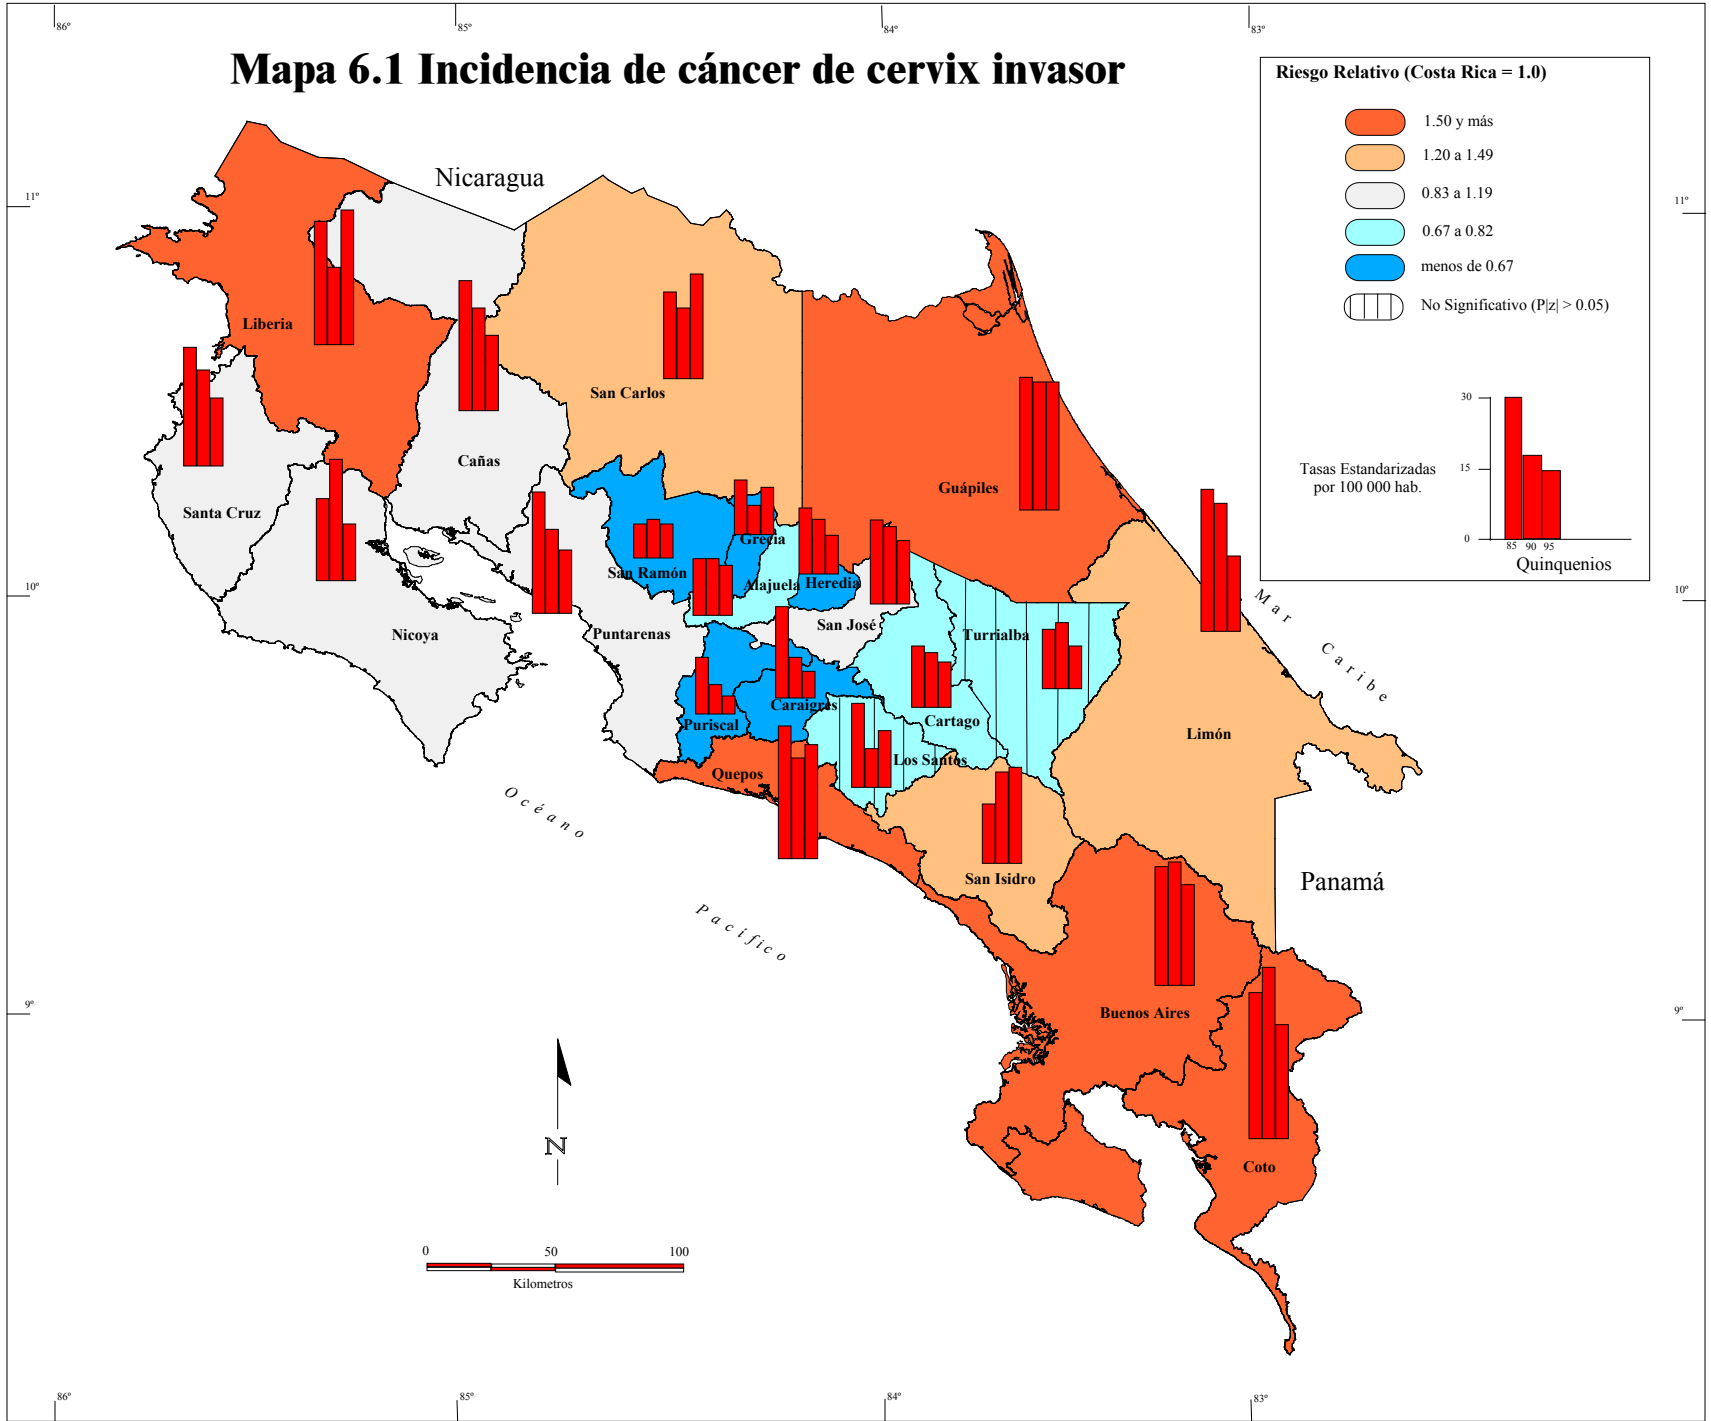 86º
85º
84º
83º
Mapa 6.1 Incidencia de cáncer de cervix invasor
Riesgo Relativo (Costa Rica = 1.0)
1.50 y más
1.20 a 1.49
0.83 a 1.19
0.67 a 0.82
menos de 0.67
No Significativo (P|z| > 0.05)
30
15
0
Tasas Estandarizadas
por 100 000 hab.
85 90 95
Quinquenios
11º
11º
Nicaragua
Liberia
San Carlos
Cañas
Guápiles
Santa Cruz
Grecia
San Ramón
Alajuela
Heredia
10º
10º
Mar
Caribe
Nicoya
Puntarenas
San José
Turrialba
Puriscal
Caraigres
Cartago
Limón
Los Santos
Quepos
Océano
San Isidro
Panamá
Pacífico
9º
9º
Buenos Aires
N
Coto
0 50 100
Kilometros
86º
85º
84º
83º